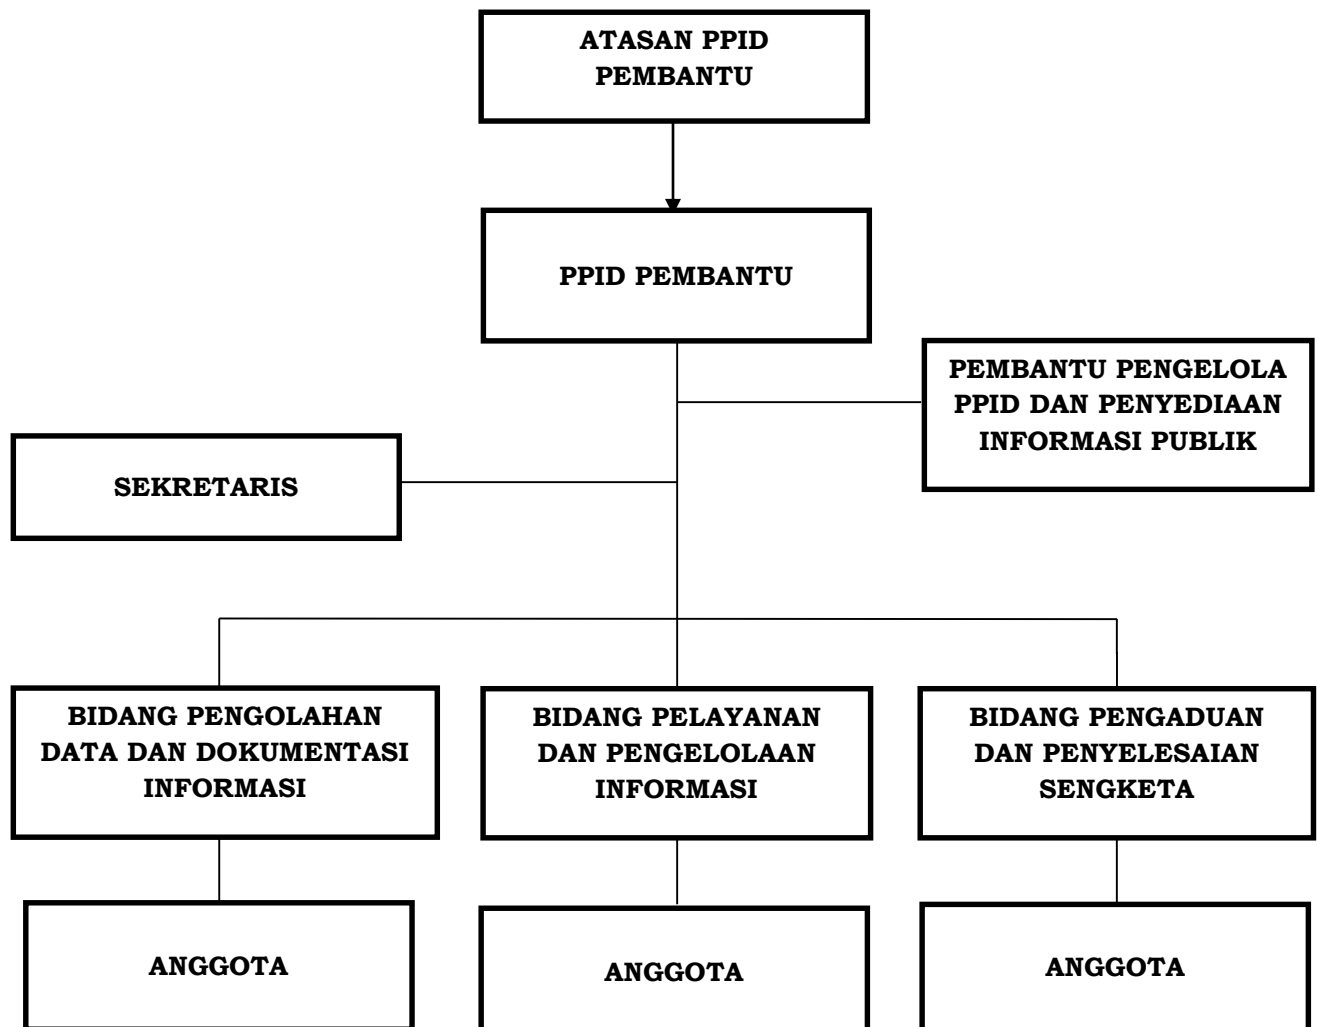 ATASAN PPID
PEMBANTU
PPID PEMBANTU
PEMBANTU PENGELOLA
PPID DAN PENYEDIAAN
INFORMASI PUBLIK
SEKRETARIS
BIDANG PENGOLAHAN
DATA DAN DOKUMENTASI
INFORMASI
BIDANG PELAYANAN
DAN PENGELOLAAN
INFORMASI
BIDANG PENGADUAN
DAN PENYELESAIAN
SENGKETA
ANGGOTA
ANGGOTA
ANGGOTA